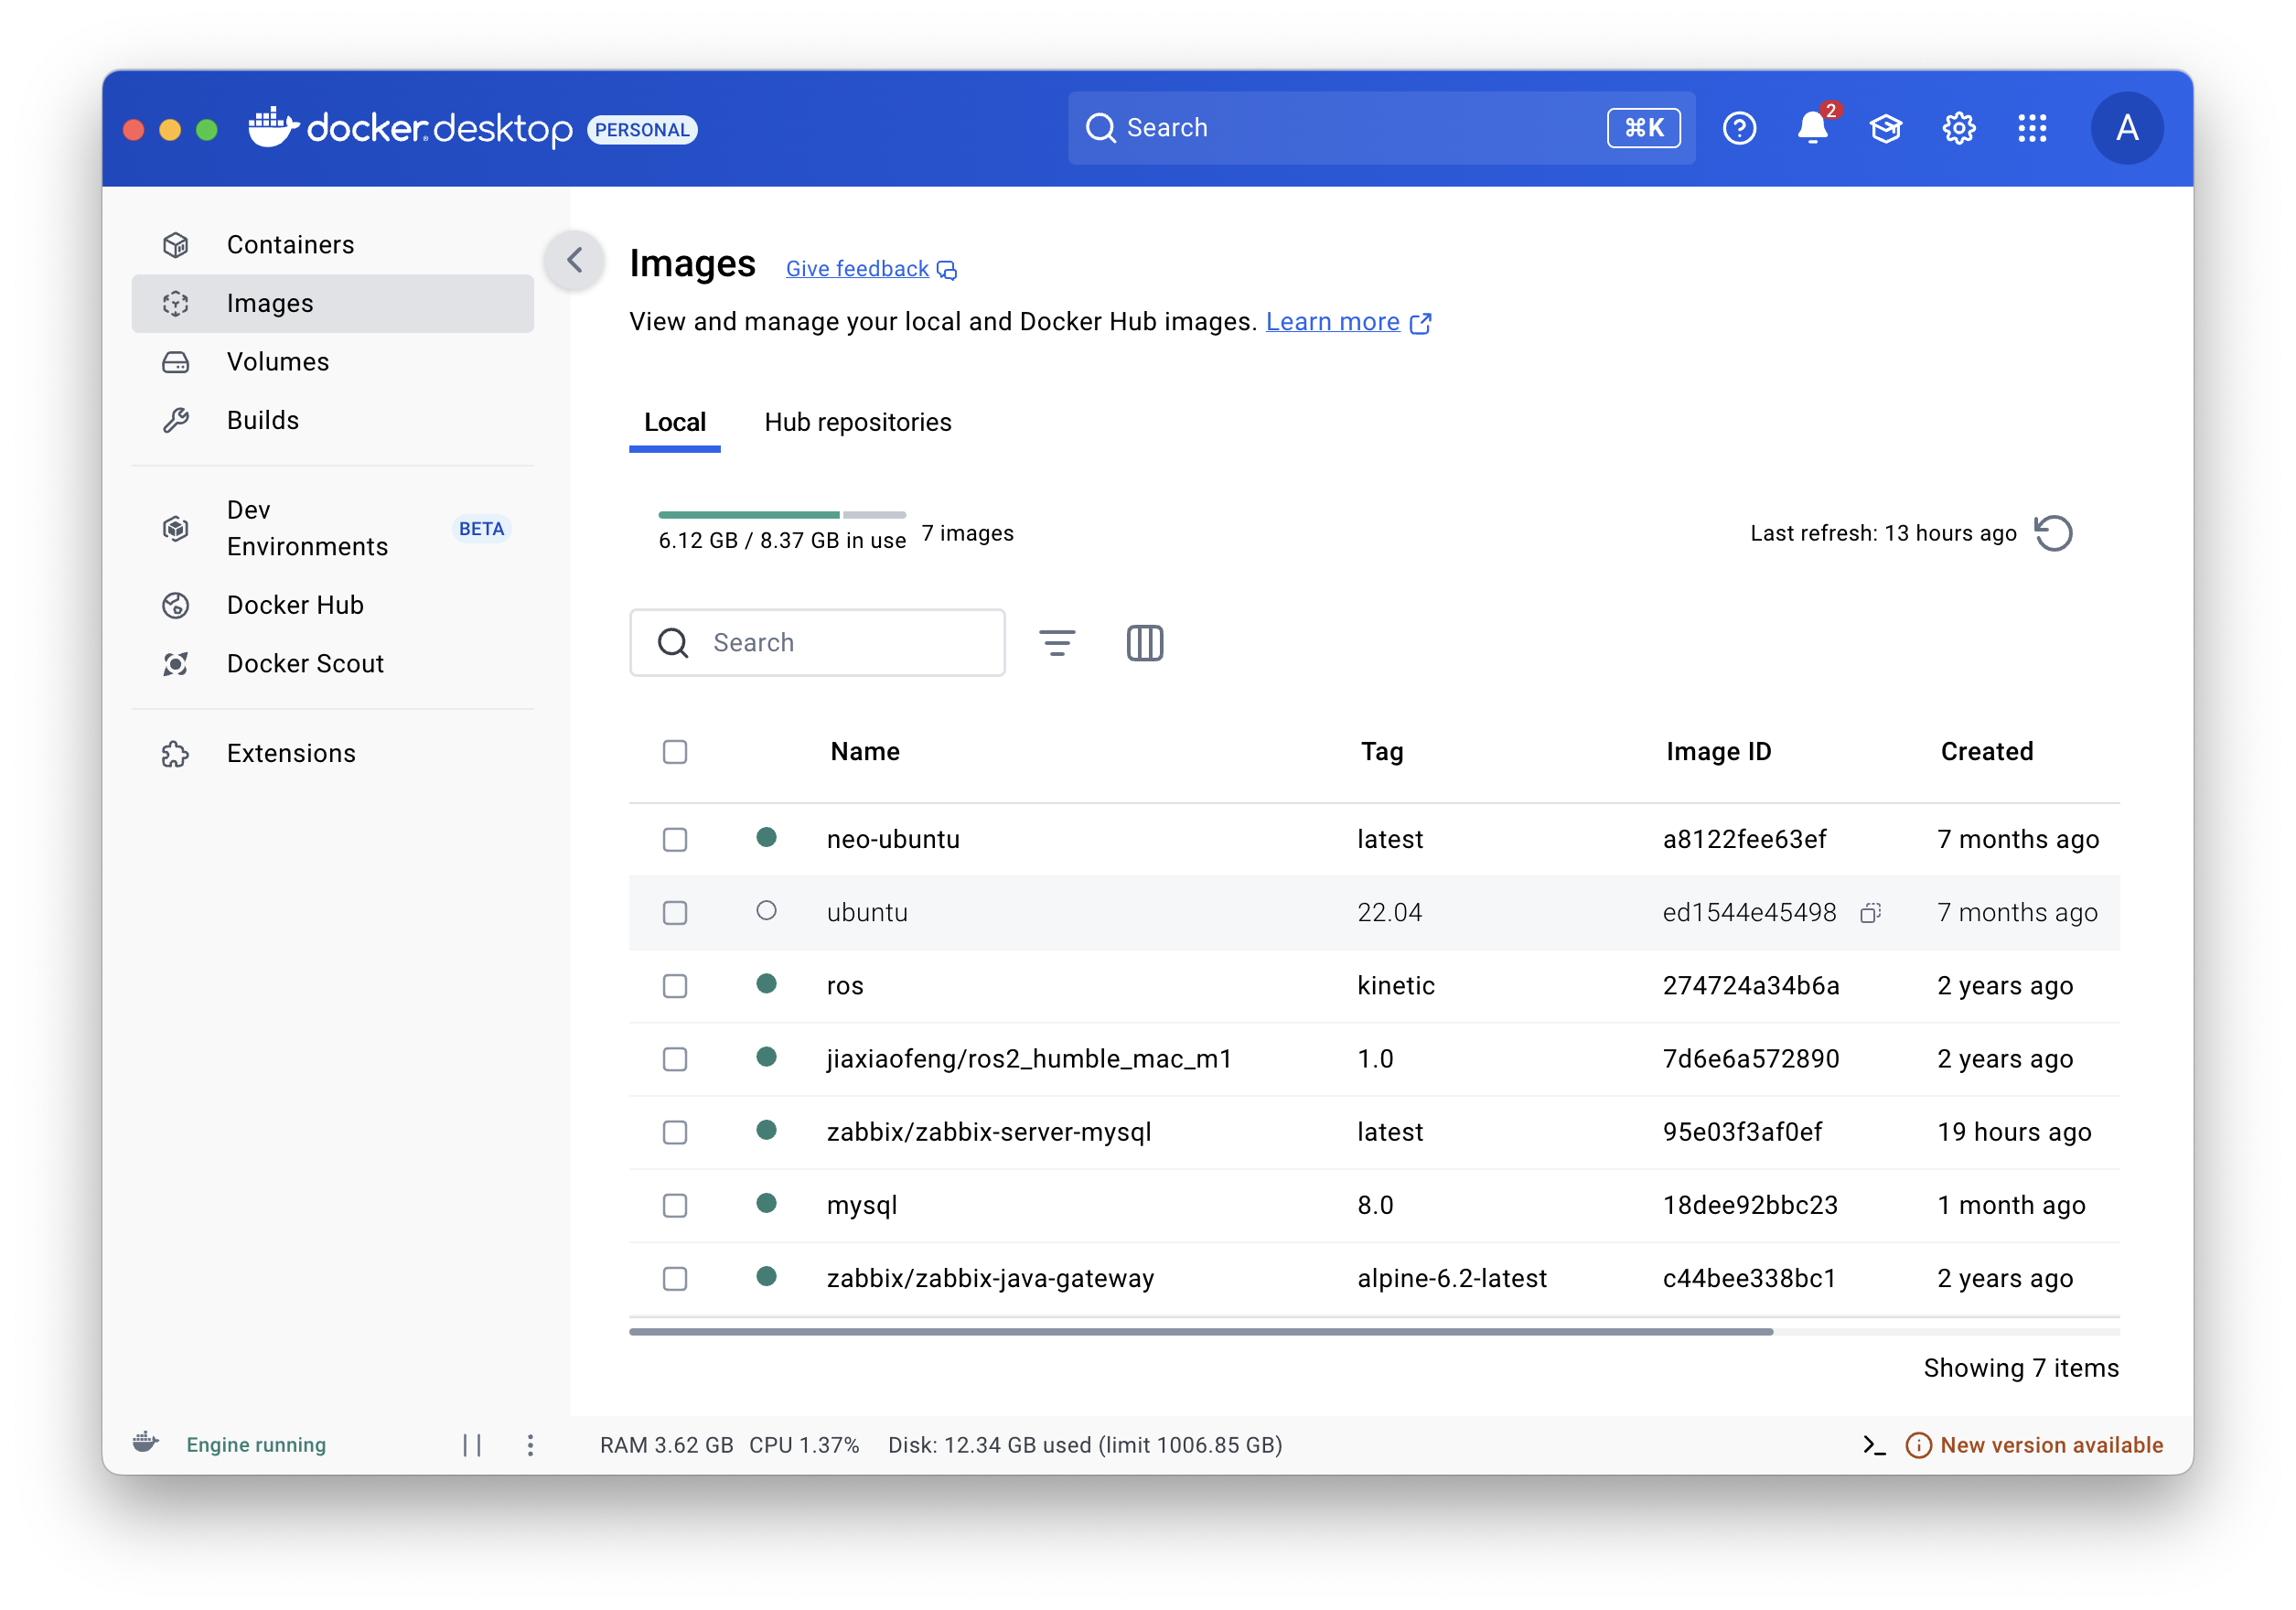 docker desktop PERSONAL
Search ⌘K
2
A
Containers
Images
Volumes
Builds
Dev
Environments
BETA
Docker Hub
Docker Scout
Extensions
Images Give feedback
View and manage your local and Docker Hub images. Learn more
Local Hub repositories
6.12 GB / 8.37 GB in use 7 images
Last refresh: 13 hours ago
Search
Name Tag Image ID Created
neo-ubuntu latest a8122fee63ef 7 months ago
ubuntu 22.04 ed1544e45498 7 months ago
ros kinetic 274724a34b6a 2 years ago
jiaxiaofeng/ros2_humble_mac_m1 1.0 7d6e6a572890 2 years ago
zabbix/zabbix-server-mysql latest 95e03f3af0ef 19 hours ago
mysql 8.0 18dee92bbc23 1 month ago
zabbix/zabbix-java-gateway alpine-6.2-latest c44bee338bc1 2 years ago
Showing 7 items
Engine running
RAM 3.62 GB CPU 1.37% Disk: 12.34 GB used (limit 1006.85 GB)
New version available